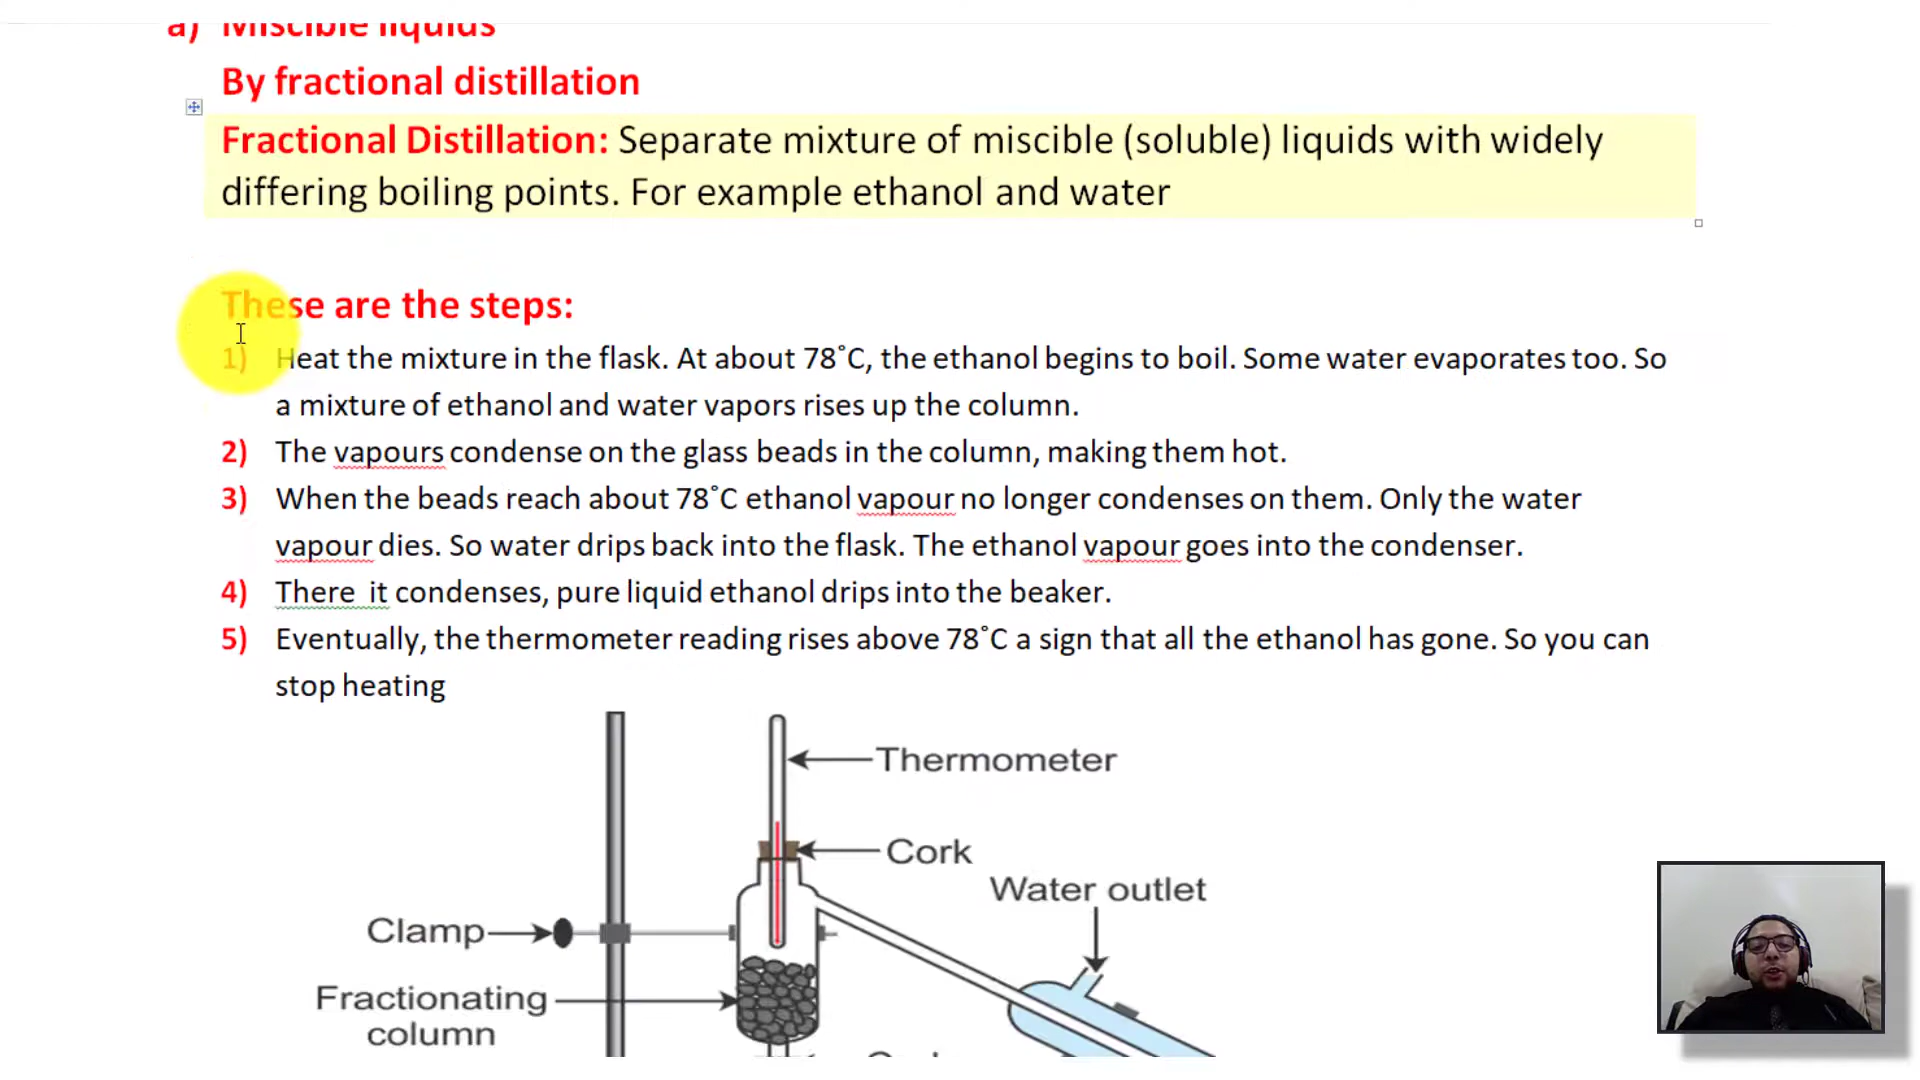 a) Miscible liquids
By fractional distillation
Fractional Distillation: Separate mixture of miscible (soluble) liquids with widely
differing boiling points. For example ethanol and water
These are the steps:
1) Heat the mixture in the flask. At about 78˚C, the ethanol begins to boil. Some water evaporates too. So
a mixture of ethanol and water vapors rises up the column.
2) The vapours condense on the glass beads in the column, making them hot.
3) When the beads reach about 78˚C ethanol vapour no longer condenses on them. Only the water
vapour dies. So water drips back into the flask. The ethanol vapour goes into the condenser.
4) There it condenses, pure liquid ethanol drips into the beaker.
5) Eventually, the thermometer reading rises above 78˚C a sign that all the ethanol has gone. So you can
stop heating
Thermometer
Cork
Water outlet
Clamp
Fractionating
column